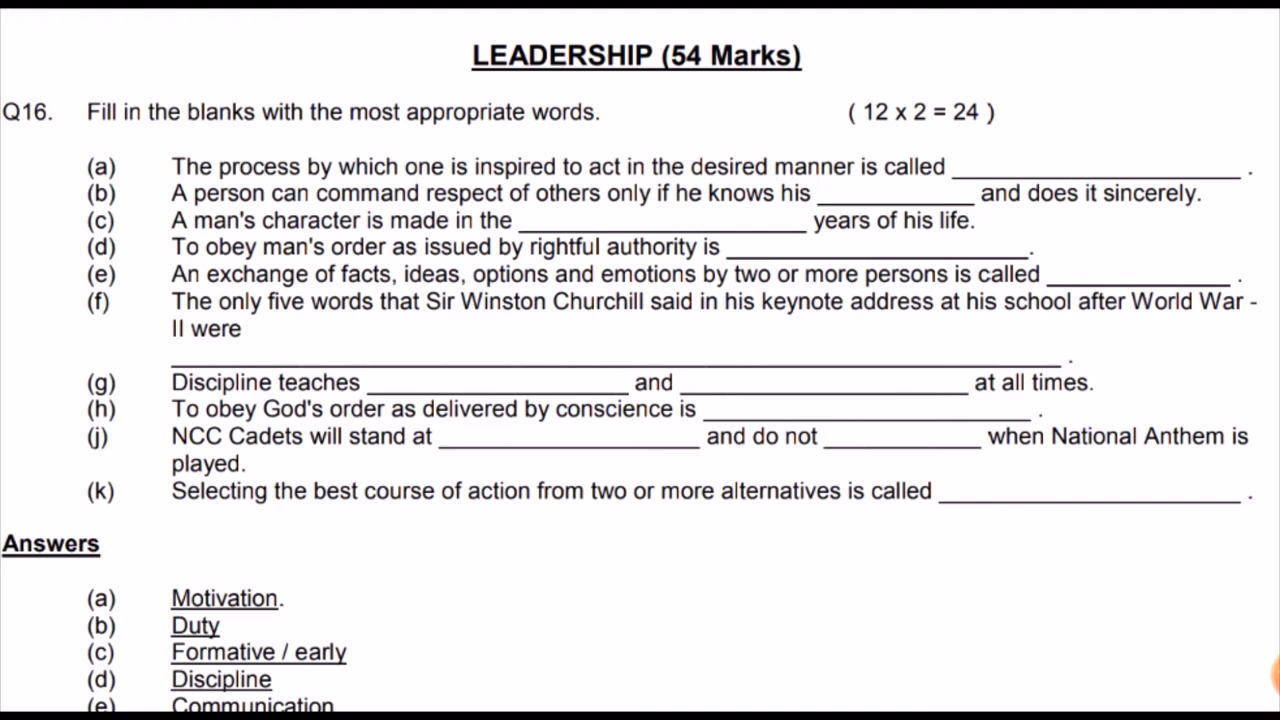 LEADERSHIP (54 Marks)
Q16. Fill in the blanks with the most appropriate words. ( 12 x 2 = 24 )
(a) The process by which one is inspired to act in the desired manner is called ______________________ .
(b) A person can command respect of others only if he knows his ____________ and does it sincerely.
(c) A man's character is made in the ______________________ years of his life.
(d) To obey man's order as issued by rightful authority is _______________________.
(e) An exchange of facts, ideas, options and emotions by two or more persons is called ______________ .
(f) The only five words that Sir Winston Churchill said in his keynote address at his school after World War -
II were
____________________________________________________________________ .
(g) Discipline teaches ____________________ and ______________________ at all times.
(h) To obey God's order as delivered by conscience is _________________________ .
(j) NCC Cadets will stand at ____________________ and do not ____________ when National Anthem is
played.
(k) Selecting the best course of action from two or more alternatives is called _______________________ .
Answers
(a) Motivation.
(b) Duty
(c) Formative / early
(d) Discipline
(e) Communication